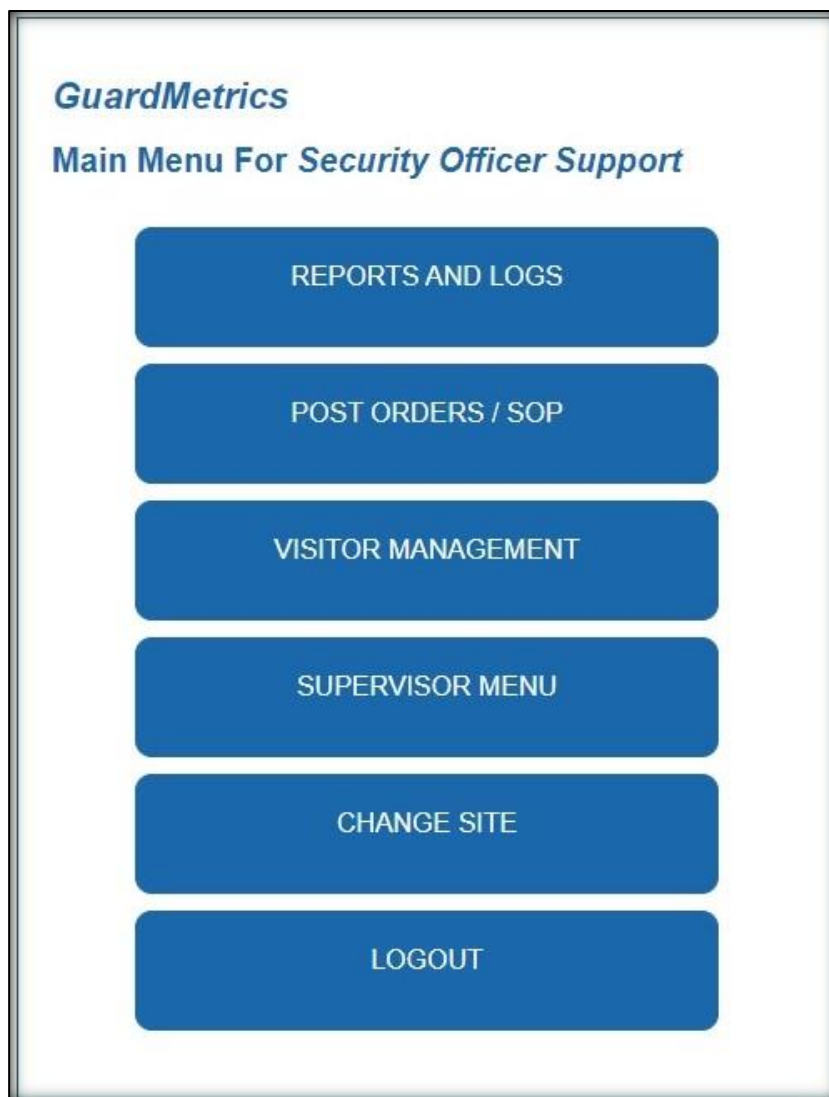 GuardMetrics
Main Menu For Security Officer Support
REPORTS AND LOGS
POST ORDERS / SOP
VISITOR MANAGEMENT
SUPERVISOR MENU
CHANGE SITE
LOGOUT